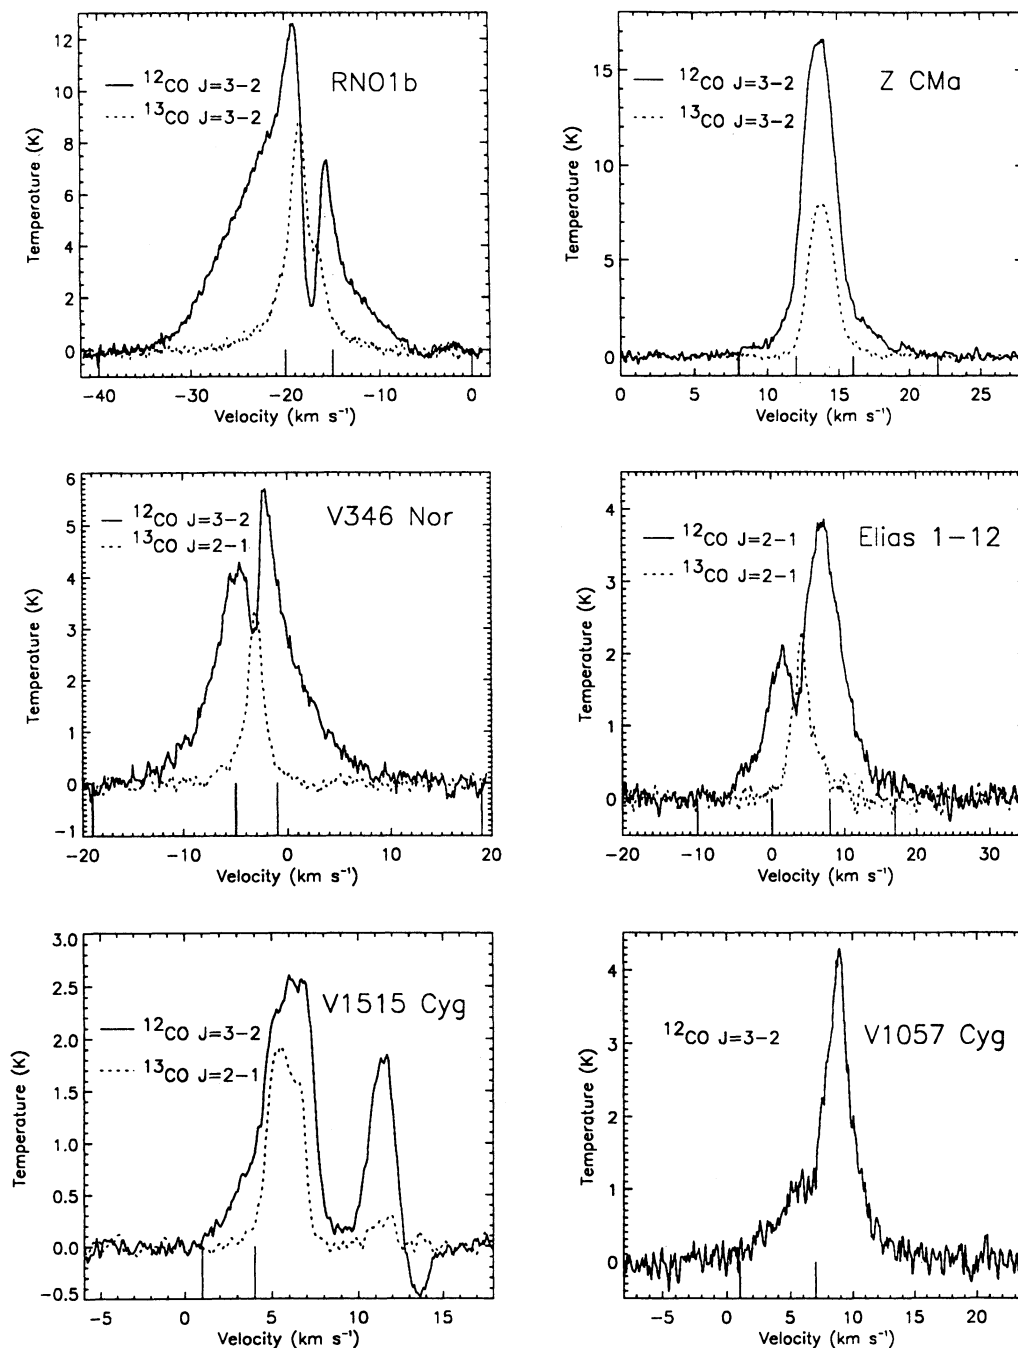 RNO1b
¹²CO J=3-2
¹³CO J=3-2
Temperature (K)
12
10
8
6
4
2
0
-40 -30 -20 -10 0
Velocity (km s⁻¹)
Z CMa
¹²CO J=3-2
¹³CO J=3-2
Temperature (K)
15
10
5
0
0 5 10 15 20 25
Velocity (km s⁻¹)
V346 Nor
¹²CO J=3-2
¹³CO J=2-1
Temperature (K)
6
5
4
3
2
1
0
-1
-20 -10 0 10 20
Velocity (km s⁻¹)
Elias 1-12
¹²CO J=2-1
¹³CO J=2-1
Temperature (K)
4
3
2
1
0
-20 -10 0 10 20 30
Velocity (km s⁻¹)
V1515 Cyg
¹²CO J=3-2
¹³CO J=2-1
Temperature (K)
3.0
2.5
2.0
1.5
1.0
0.5
0.0
-0.5
-5 0 5 10 15
Velocity (km s⁻¹)
V1057 Cyg
¹²CO J=3-2
Temperature (K)
4
3
2
1
0
-5 0 5 10 15 20
Velocity (km s⁻¹)